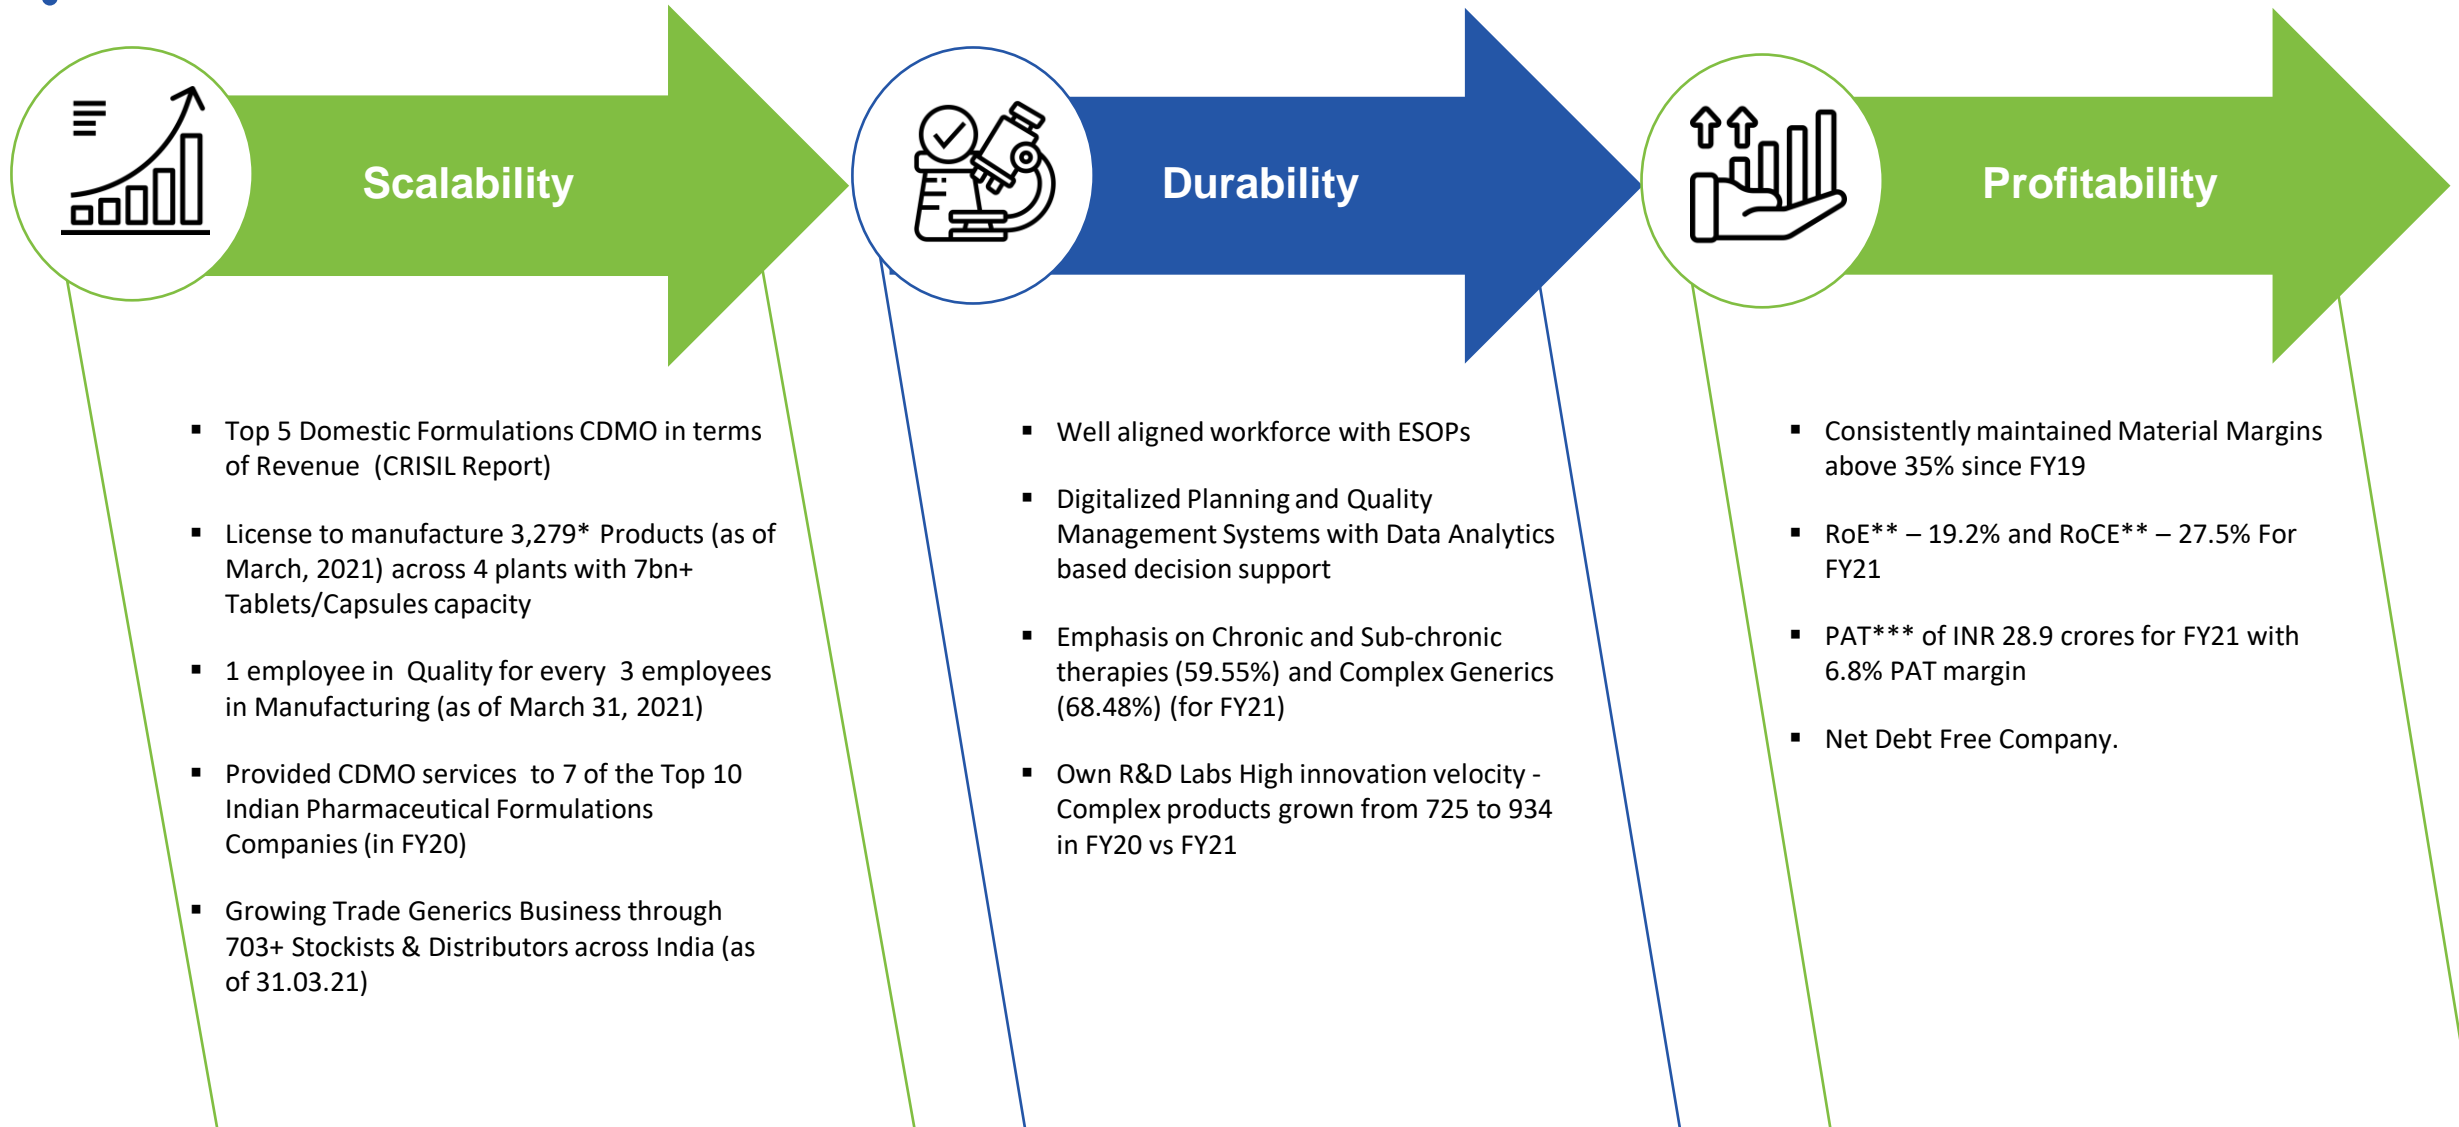 Scalability
▪ Top 5 Domestic Formulations CDMO in terms
of Revenue (CRISIL Report)
▪ License to manufacture 3,279* Products (as of
March, 2021) across 4 plants with 7bn+
Tablets/Capsules capacity
▪ 1 employee in Quality for every 3 employees
in Manufacturing (as of March 31, 2021)
▪ Provided CDMO services to 7 of the Top 10
Indian Pharmaceutical Formulations
Companies (in FY20)
▪ Growing Trade Generics Business through
703+ Stockists & Distributors across India (as
of 31.03.21)
Durability
▪ Well aligned workforce with ESOPs
▪ Digitalized Planning and Quality
Management Systems with Data Analytics
based decision support
▪ Emphasis on Chronic and Sub-chronic
therapies (59.55%) and Complex Generics
(68.48%) (for FY21)
▪ Own R&D Labs High innovation velocity -
Complex products grown from 725 to 934
in FY20 vs FY21
Profitability
▪ Consistently maintained Material Margins
above 35% since FY19
▪ RoE** – 19.2% and RoCE** – 27.5% For
FY21
▪ PAT*** of INR 28.9 crores for FY21 with
6.8% PAT margin
▪ Net Debt Free Company.